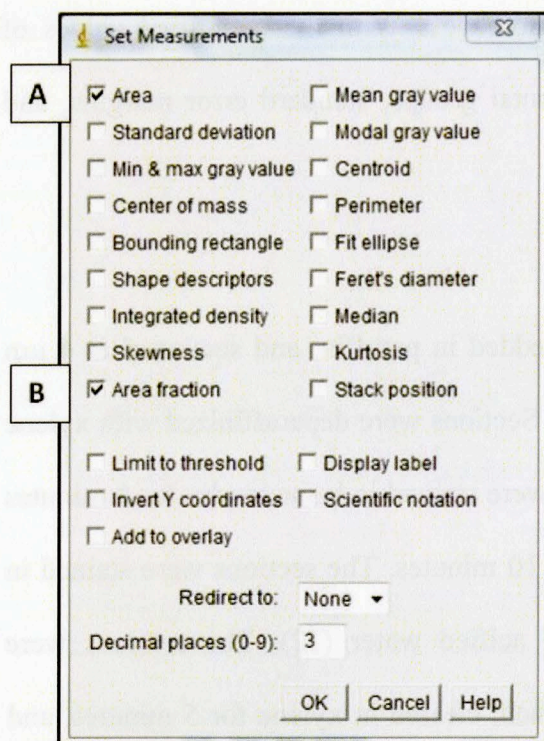 Set Measurements
A
Area Mean gray value
Standard deviation Modal gray value
Min & max gray value Centroid
Center of mass Perimeter
Bounding rectangle Fit ellipse
Shape descriptors Feret's diameter
Integrated density Median
Skewness Kurtosis
B
Area fraction Stack position
Limit to threshold Display label
Invert Y coordinates Scientific notation
Add to overlay
Redirect to: None
Decimal places (0-9): 3
OK Cancel Help